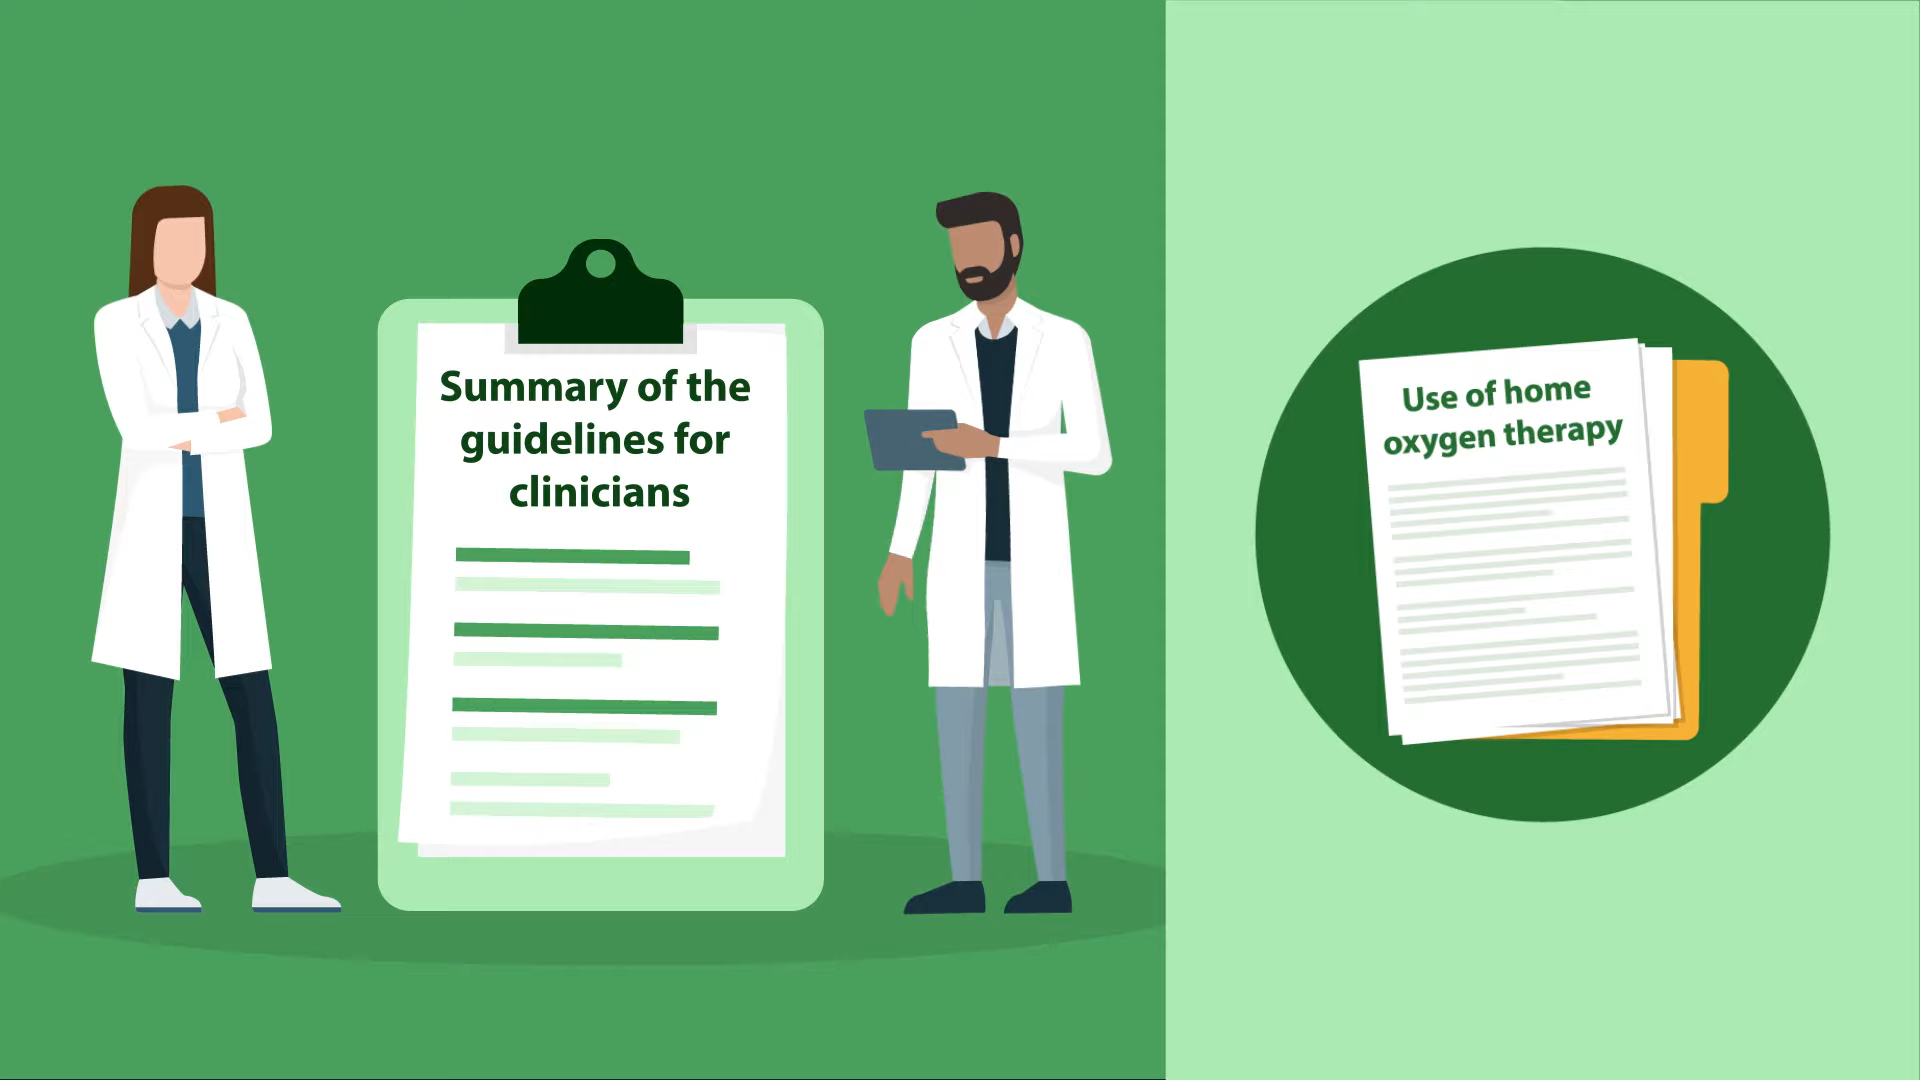 Summary of the
guidelines for
clinicians
Use of home
oxygen therapy